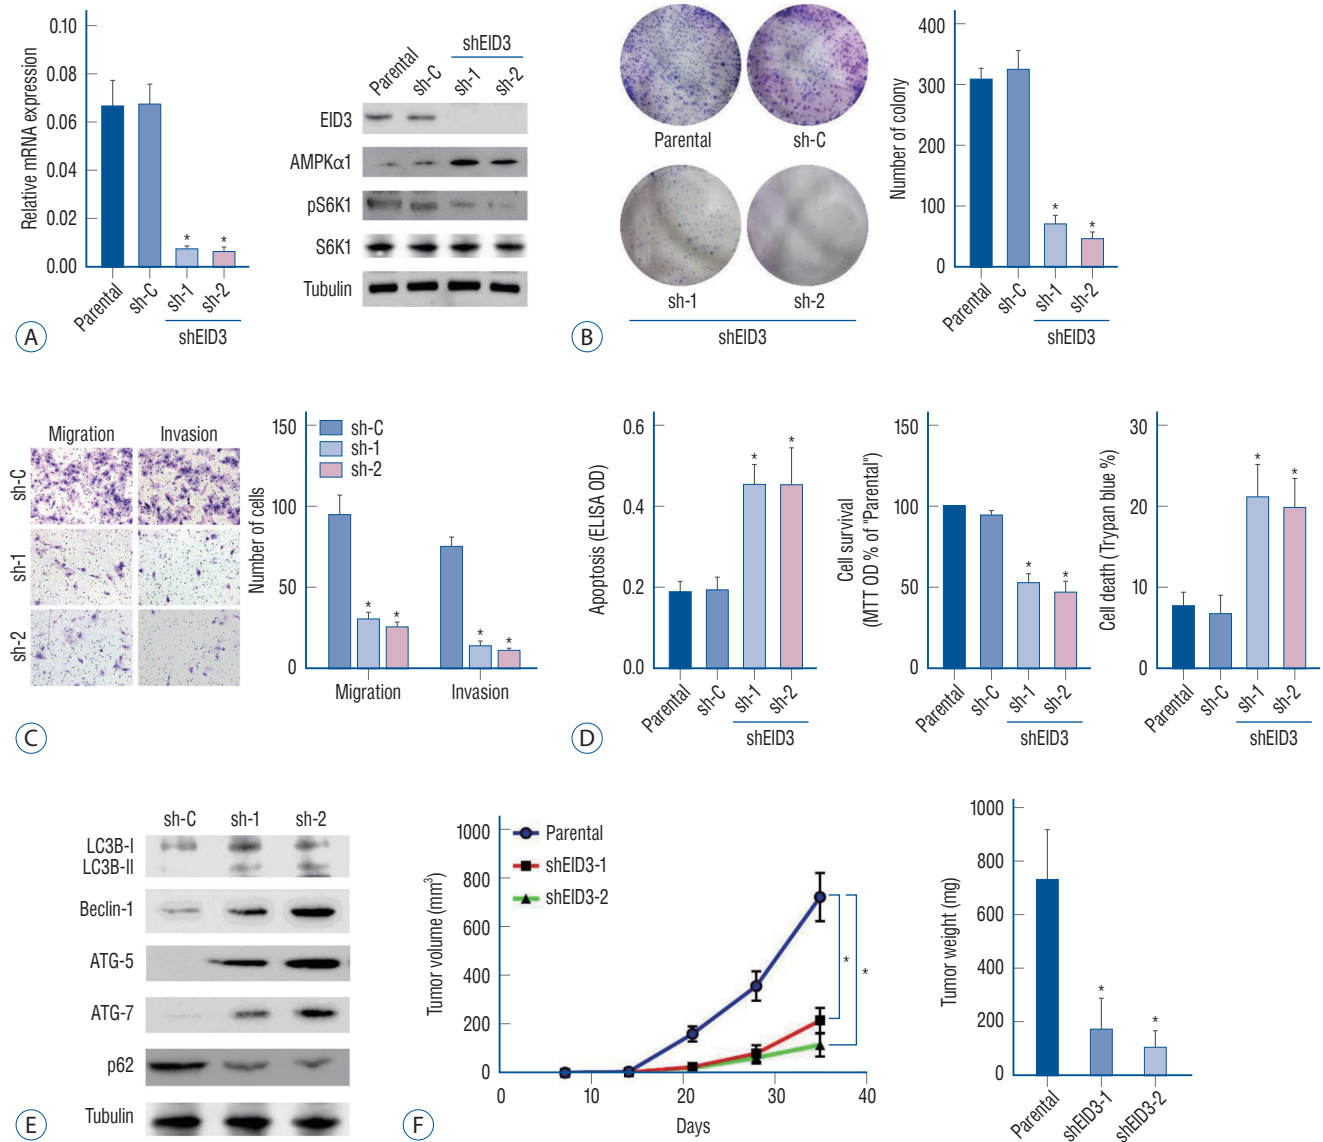 0.10
0.08
0.06
0.04
0.02
0.00
Relative mRNA expression
Parental
sh-C
sh-1
sh-2
shEID3
shEID3
Parental
sh-C
sh-1
sh-2
EID3
AMPKα1
pS6K1
S6K1
Tubulin
A
Parental
sh-C
sh-1
sh-2
shEID3
400
300
200
100
0
Number of colony
*
*
Parental
sh-C
sh-1
sh-2
shEID3
B
Migration
Invasion
sh-C
sh-1
sh-2
150
100
50
0
Number of cells
sh-C
sh-1
sh-2
*
*
*
*
Migration
Invasion
C
0.6
0.4
0.2
0.0
Apoptosis (ELISA OD)
*
*
Parental
sh-C
sh-1
sh-2
shEID3
150
100
50
0
Cell survival
(MTT OD % of "Parental")
*
*
Parental
sh-C
sh-1
sh-2
shEID3
30
20
10
0
Cell death (Trypan blue %)
*
*
Parental
sh-C
sh-1
sh-2
shEID3
D
sh-C
sh-1
sh-2
LC3B-I
LC3B-II
Beclin-1
ATG-5
ATG-7
p62
Tubulin
E
1000
800
600
400
200
0
Tumor volume (mm³)
Parental
shEID3-1
shEID3-2
*
*
0
10
20
30
40
Days
1000
800
600
400
200
0
Tumor weight (mg)
*
*
Parental
shEID3-1
shEID3-2
F